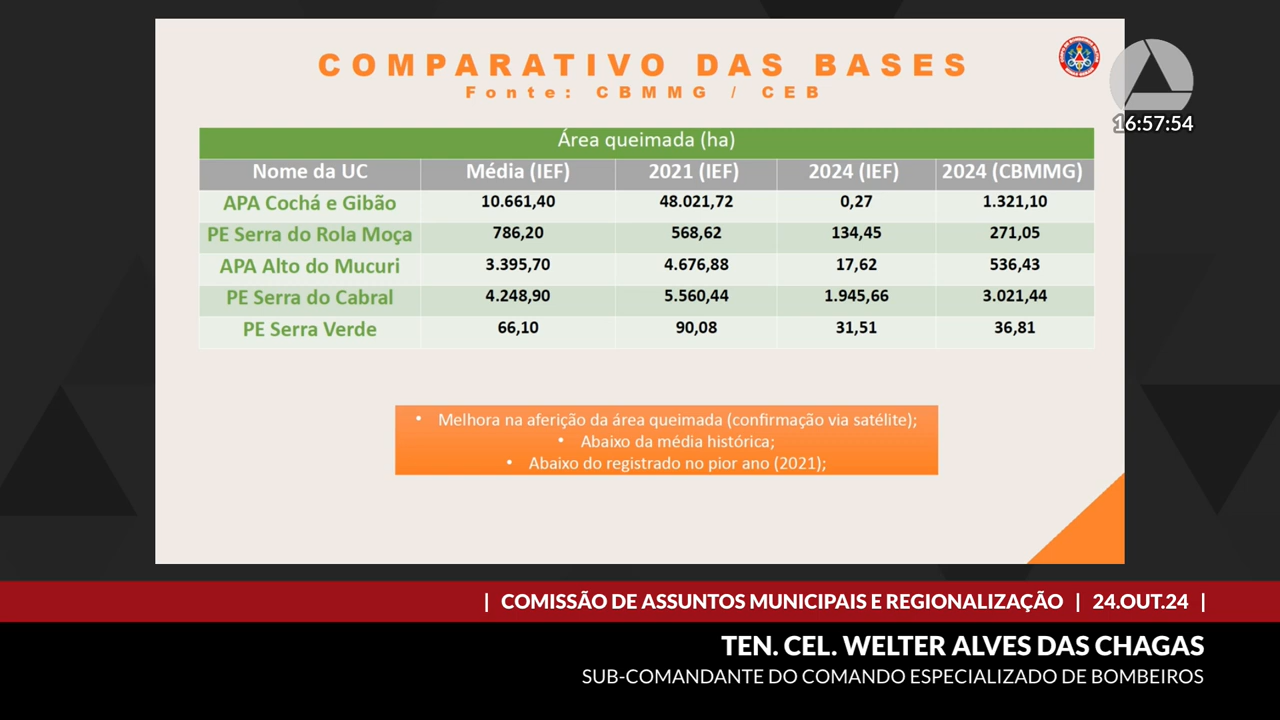 COMPARATIVO DAS BASES
Fonte: CBMMG / CEB
16:57:54
Área queimada (ha)
Nome da UC Média (IEF) 2021 (IEF) 2024 (IEF) 2024 (CBMMG)
APA Cochá e Gibão 10.661,40 48.021,72 0,27 1.321,10
PE Serra do Rola Moça 786,20 568,62 134,45 271,05
APA Alto do Mucuri 3.395,70 4.676,88 17,62 536,43
PE Serra do Cabral 4.248,90 5.560,44 1.945,66 3.021,44
PE Serra Verde 66,10 90,08 31,51 36,81
• Melhora na aferição da área queimada (confirmação via satélite);
• Abaixo da média histórica;
• Abaixo do registrado no pior ano (2021);
| COMISSÃO DE ASSUNTOS MUNICIPAIS E REGIONALIZAÇÃO | 24.OUT.24 |
TEN. CEL. WELTER ALVES DAS CHAGAS
SUB-COMANDANTE DO COMANDO ESPECIALIZADO DE BOMBEIROS